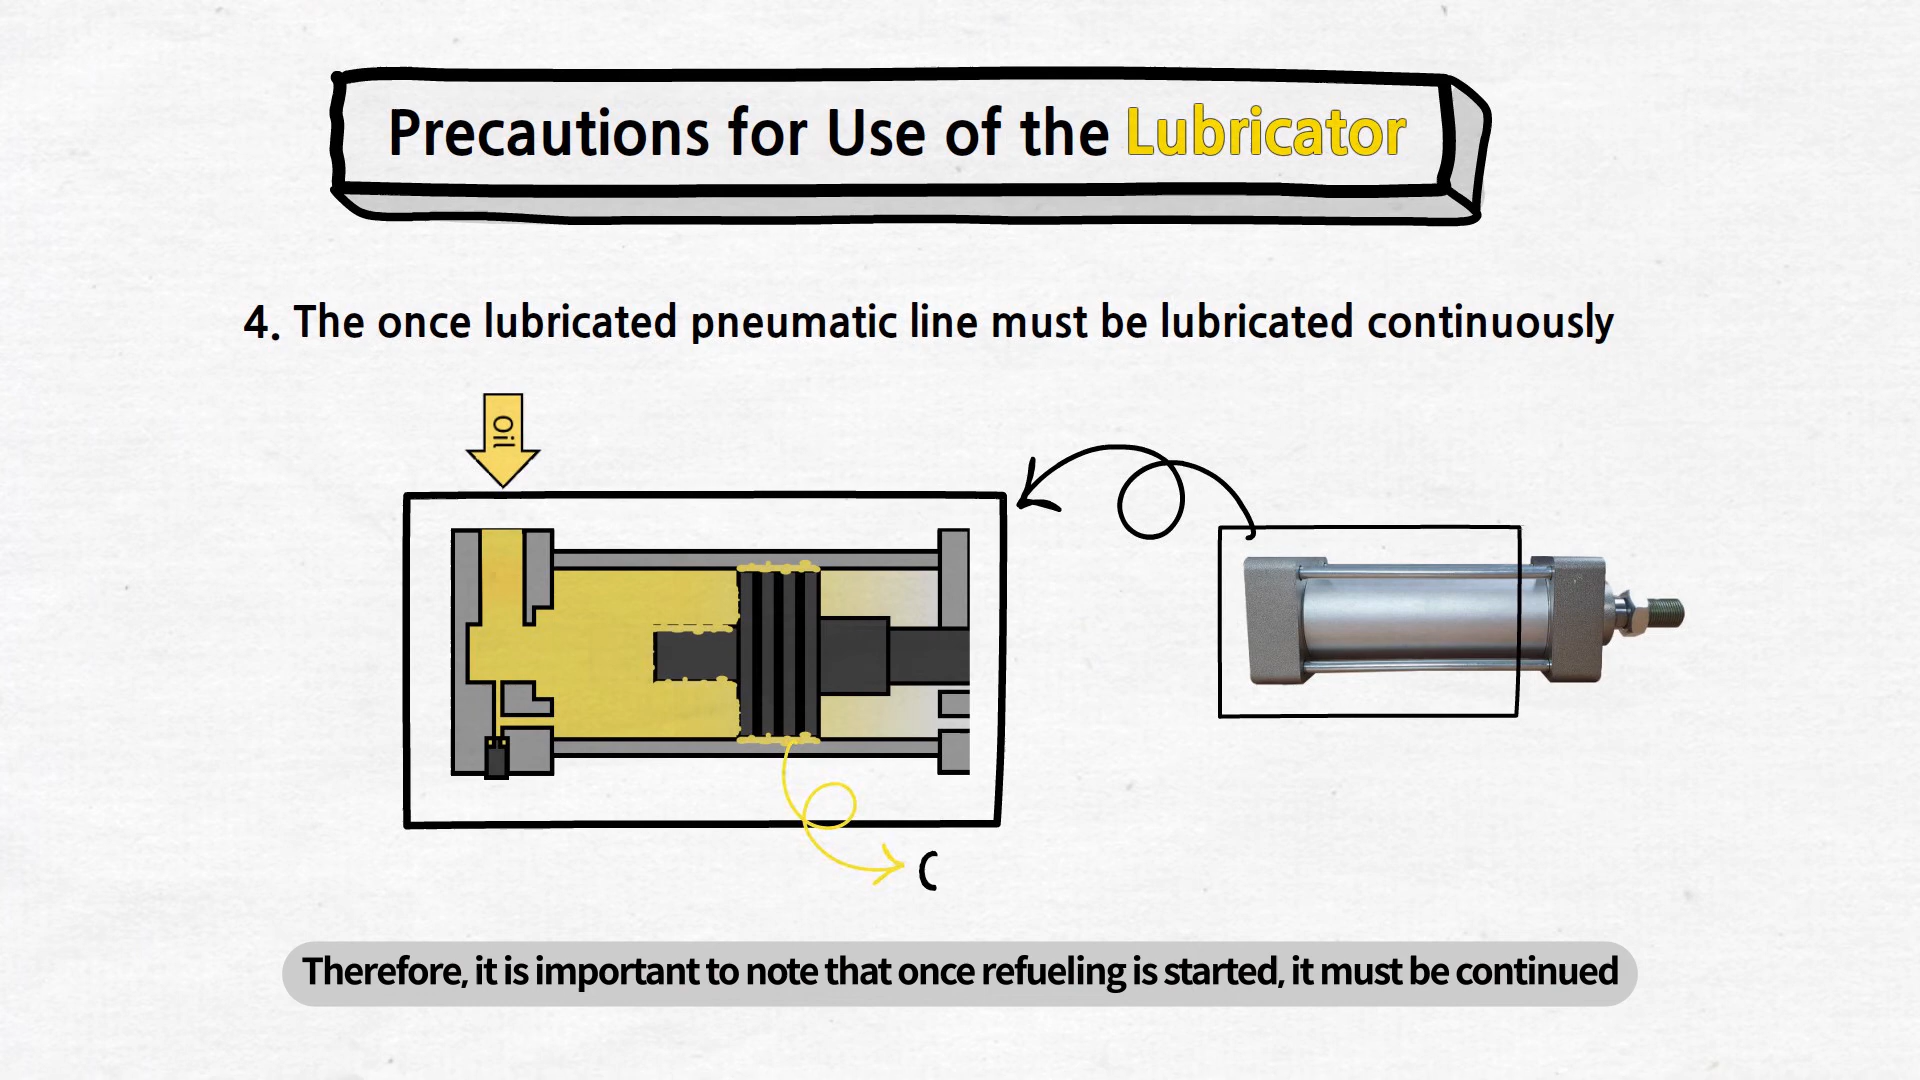 Precautions for Use of the Lubricator
4. The once lubricated pneumatic line must be lubricated continuously
Oil
C
Therefore, it is important to note that once refueling is started, it must be continued